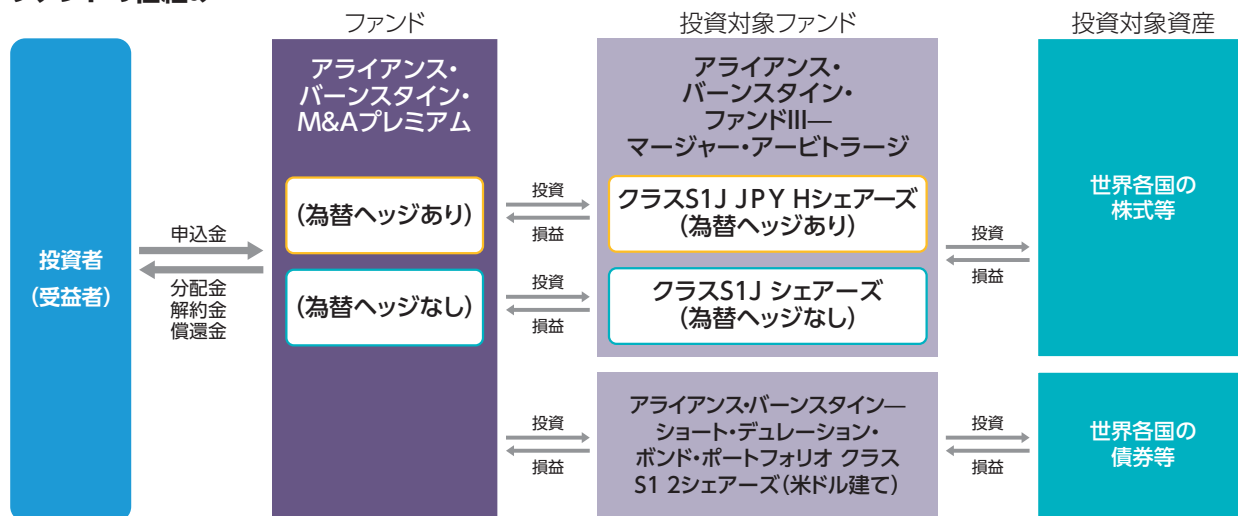 ファンド
投資対象ファンド
投資対象資産
投資者
(受益者)
申込金
分配金
解約金
償還金
アライアンス・
バーンスタイン・
M&Aプレミアム
(為替ヘッジあり)
(為替ヘッジなし)
投資
損益
投資
損益
投資
損益
アライアンス・
バーンスタイン・
ファンドIII—
マージャー・アービトラージ
クラスS1J JPY Hシェアーズ
(為替ヘッジあり)
クラスS1J シェアーズ
(為替ヘッジなし)
アライアンス・バーンスタイン—
ショート・デュレーション・
ボンド・ポートフォリオ クラス
S1 2シェアーズ(米ドル建て)
投資
損益
投資
損益
世界各国の
株式等
世界各国の
債券等